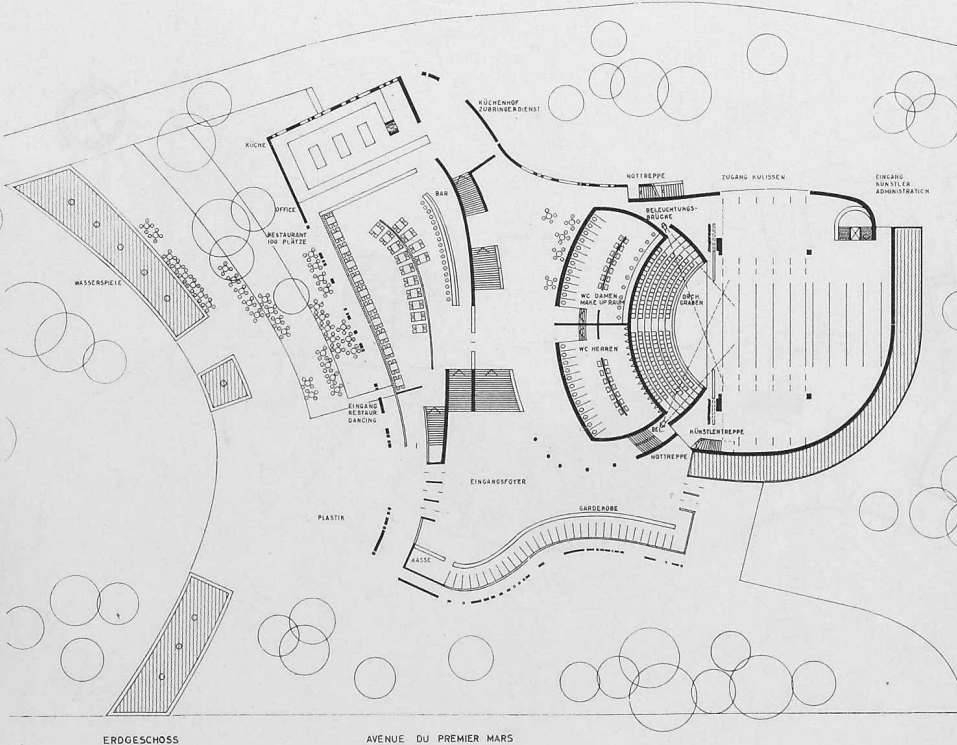 KÜCHENHOF
ZUBRINGERDIENST
KÜCHE
NOTTREPPE
ZUGANG KULISSEN
EINGANG
KÜNSTLER
ADMINISTRATION
BAR
OFFICE
BELEUCHTUNGS-
BRÜCKE
RESTAURANT
100 PLÄTZE
WASSERSPIELE
WC DAMEN
MAKE UP RAUM
ORCH.
GRABEN
WC HERREN
EINGANG
RESTAUR
DANCING
BEL.
KÜNSTLERTREPPE
NOTTREPPE
EINGANGSFOYER
PLASTIK
GARDEROBE
KASSE
ERDGESCHOSS
AVENUE DU PREMIER MARS